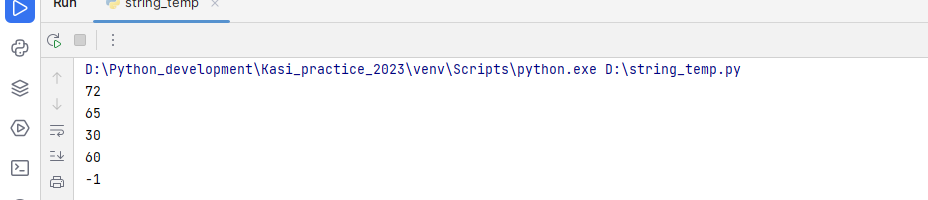 Run string_temp
D:\Python_development\Kasi_practice_2023\venv\Scripts\python.exe D:\string_temp.py
72
65
30
60
-1